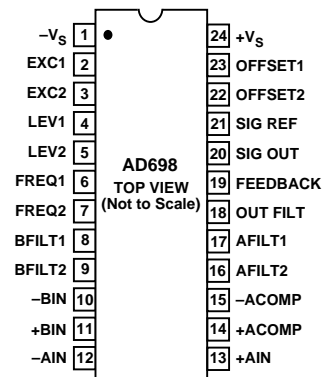 −VS 1 24 +VS
EXC1 2 23 OFFSET1
EXC2 3 22 OFFSET2
LEV1 4 21 SIG REF
LEV2 5 20 SIG OUT
AD698
FREQ1 6 19 FEEDBACK
TOP VIEW
FREQ2 7 (Not to Scale) 18 OUT FILT
BFILT1 8 17 AFILT1
BFILT2 9 16 AFILT2
−BIN 10 15 −ACOMP
+BIN 11 14 +ACOMP
−AIN 12 13 +AIN